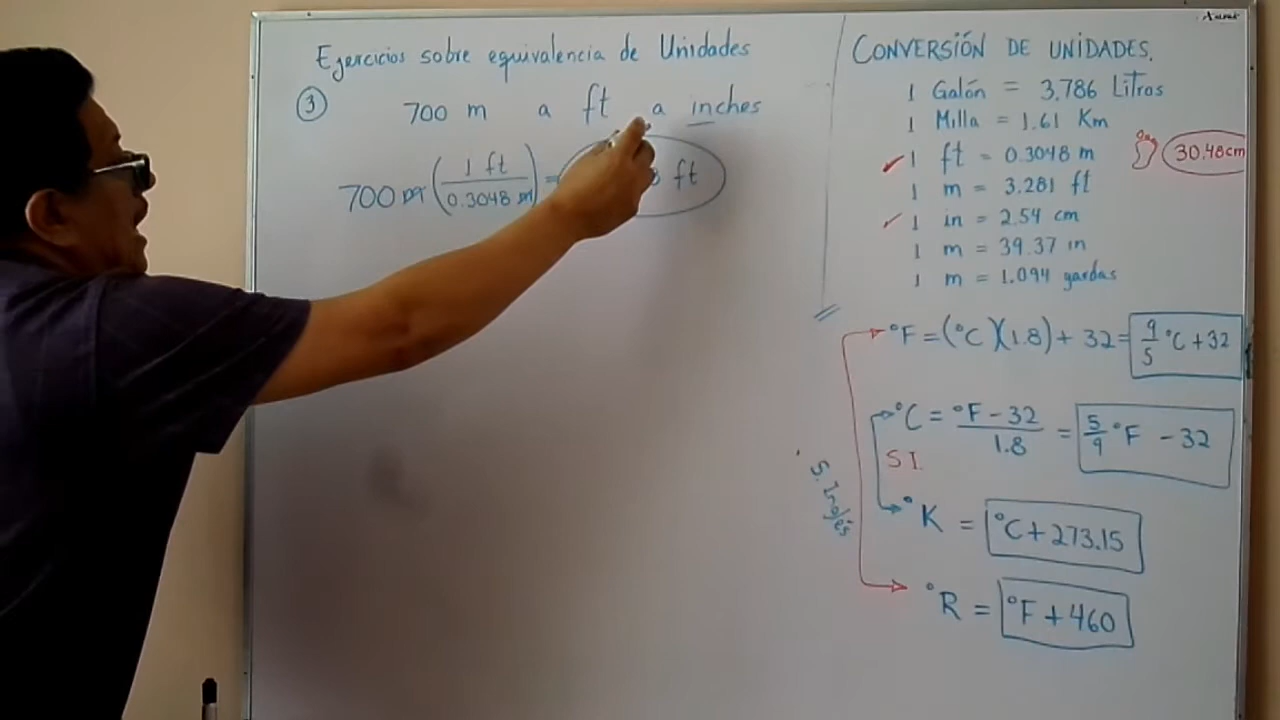 Ejercicios sobre equivalencia de Unidades
③ 700 m a ft a inches
700 m (1 ft / 0.3048 m) = ft
CONVERSIÓN DE UNIDADES.
1 Galón = 3.786 Litros
1 Milla = 1.61 Km
✓ 1 ft = 0.3048 m 30.48cm
1 m = 3.281 ft
✓ 1 in = 2.54 cm
1 m = 39.37 in
1 m = 1.094 yardas
°F = (°C)(1.8) + 32 = 9/5 °C + 32
°C = °F - 32 / 1.8 = 5/9 °F - 32
S I.
S. Inglés
°K = °C + 273.15
°R = °F + 460